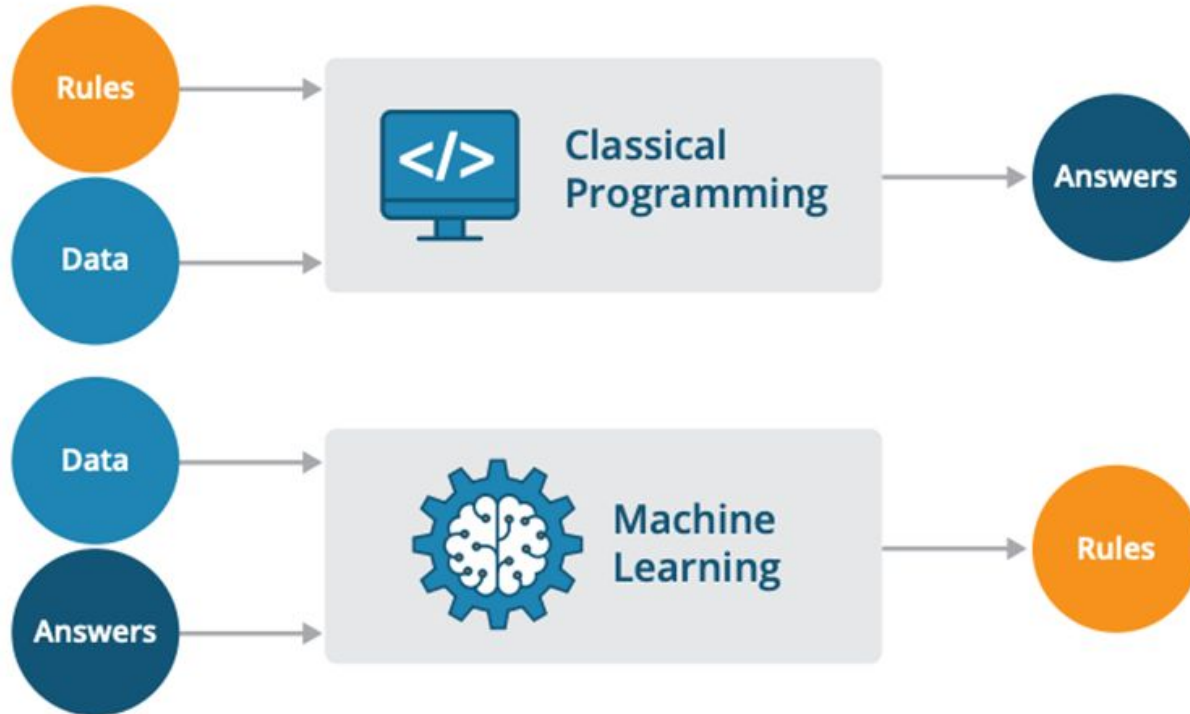 Rules
Data
</>
Classical
Programming
Answers
Data
Answers
Machine
Learning
Rules